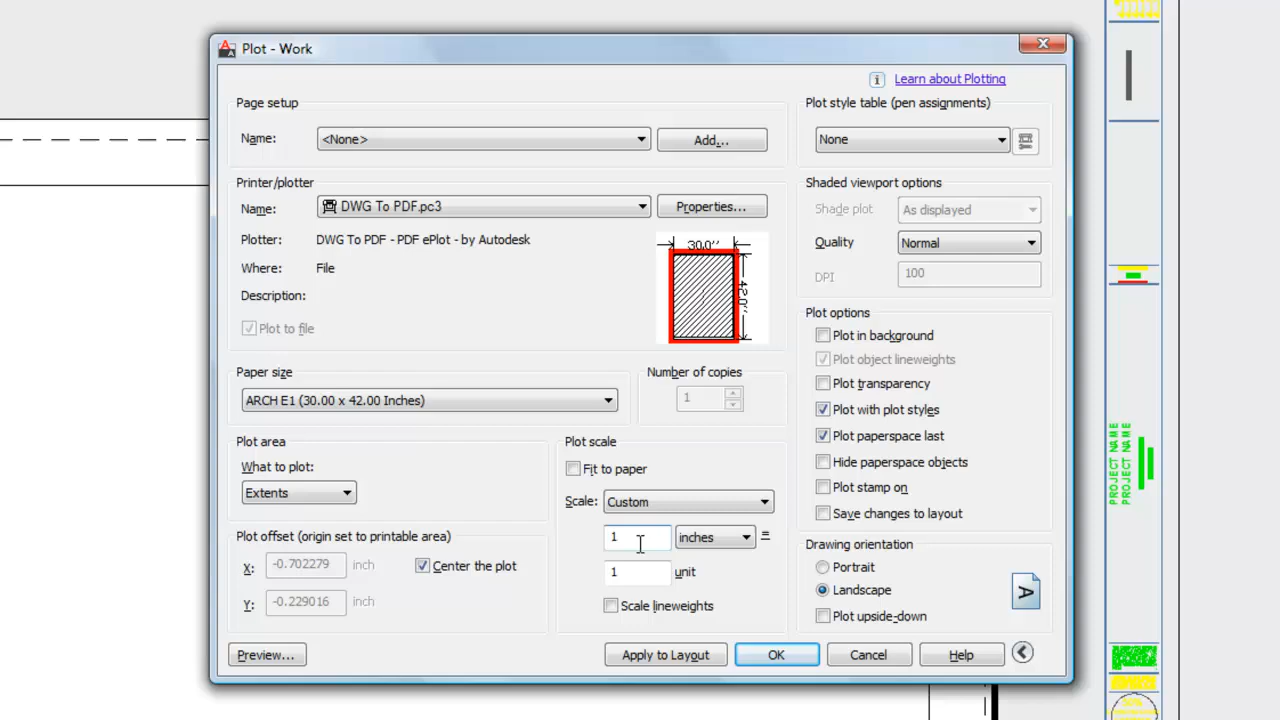 Plot - Work
Learn about Plotting
Page setup
Name: <None> Add...
Plot style table (pen assignments)
None
Printer/plotter
Name: DWG To PDF.pc3 Properties...
Plotter: DWG To PDF - PDF ePlot - by Autodesk
Where: File
Description:
Plot to file
30.0''
42.0''
Shaded viewport options
Shade plot As displayed
Quality Normal
DPI 100
Paper size
ARCH E1 (30.00 x 42.00 Inches)
Number of copies
1
Plot area
What to plot:
Extents
Plot offset (origin set to printable area)
X: -0.702279 inch Center the plot
Y: -0.229016 inch
Plot scale
Fit to paper
Scale: Custom
1 inches =
1 unit
Scale lineweights
Plot options
Plot in background
Plot object lineweights
Plot transparency
Plot with plot styles
Plot paperspace last
Hide paperspace objects
Plot stamp on
Save changes to layout
Drawing orientation
Portrait
Landscape
Plot upside-down
A
Preview... Apply to Layout OK Cancel Help
PROJECT NAME
PROJECT NAME